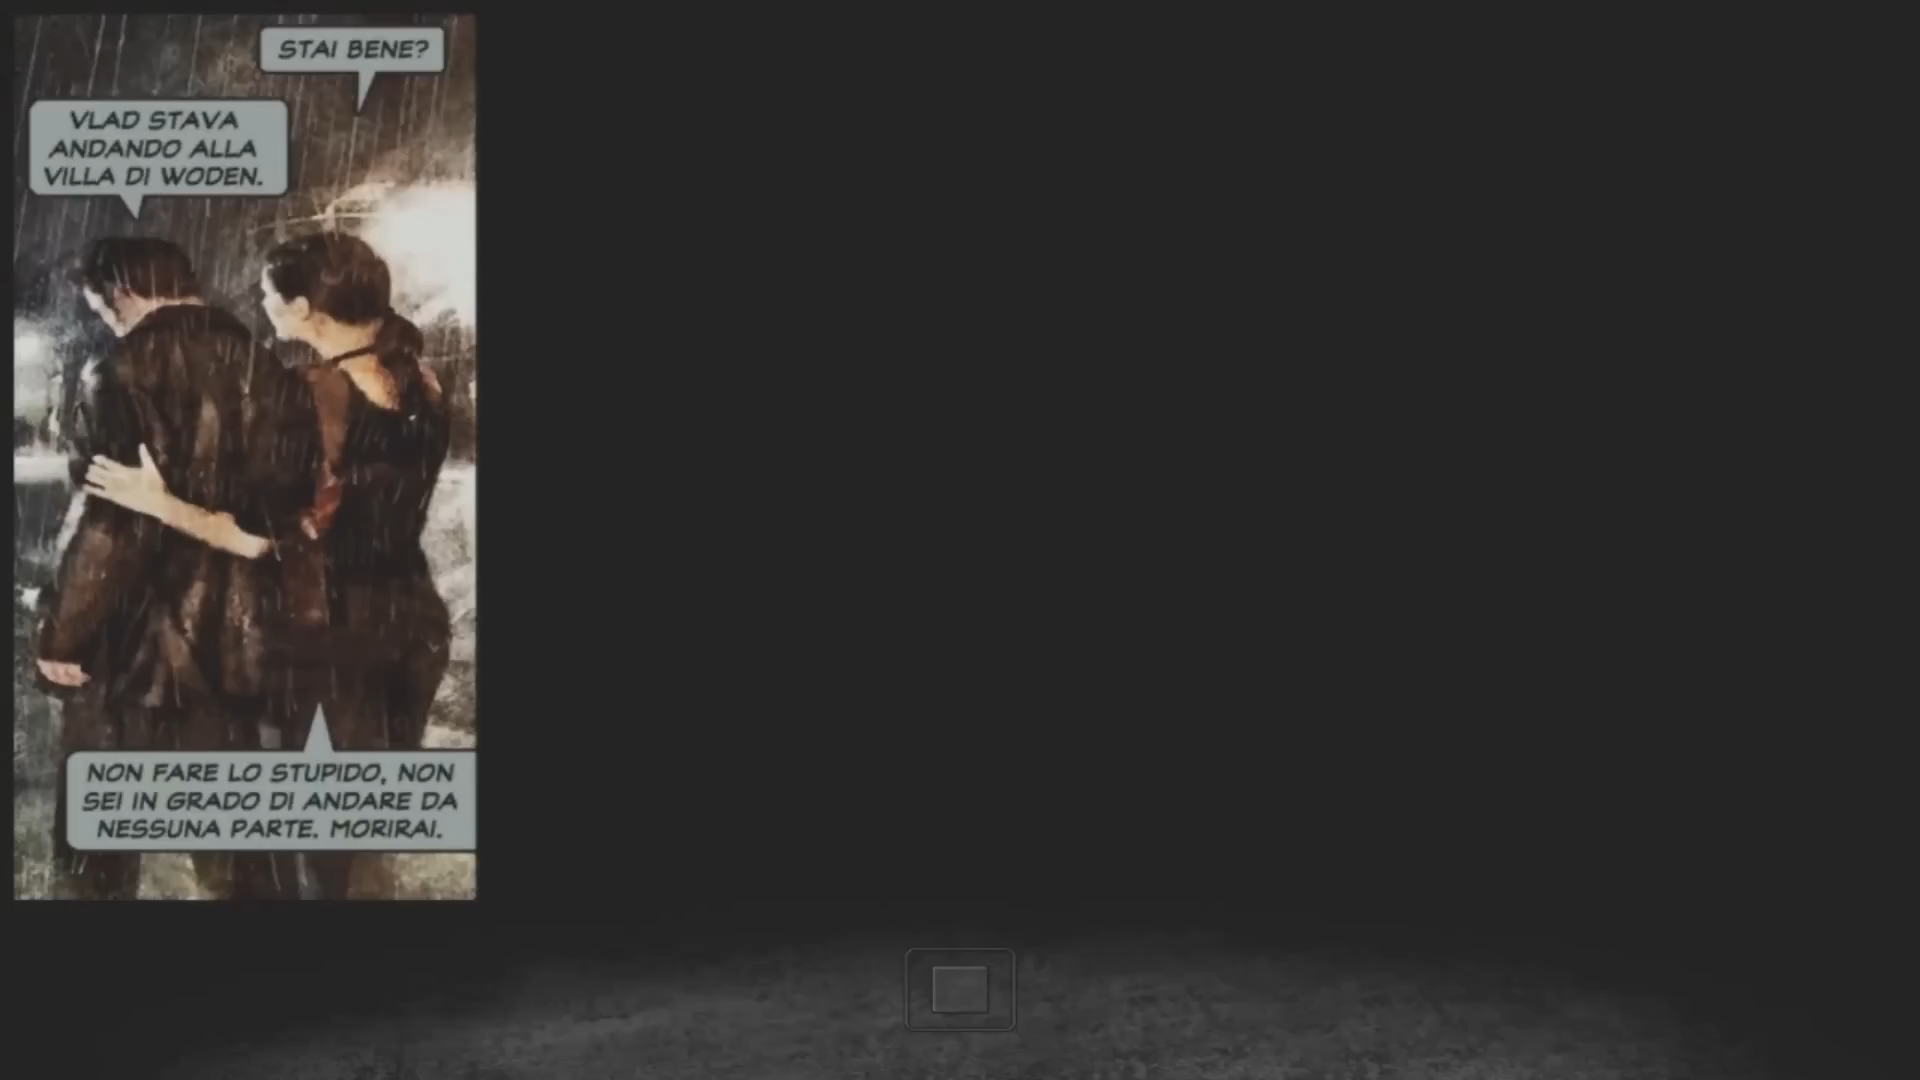 STAI BENE?
VLAD STAVA
ANDANDO ALLA
VILLA DI WODEN.
NON FARE LO STUPIDO, NON
SEI IN GRADO DI ANDARE DA
NESSUNA PARTE. MORIRAI.